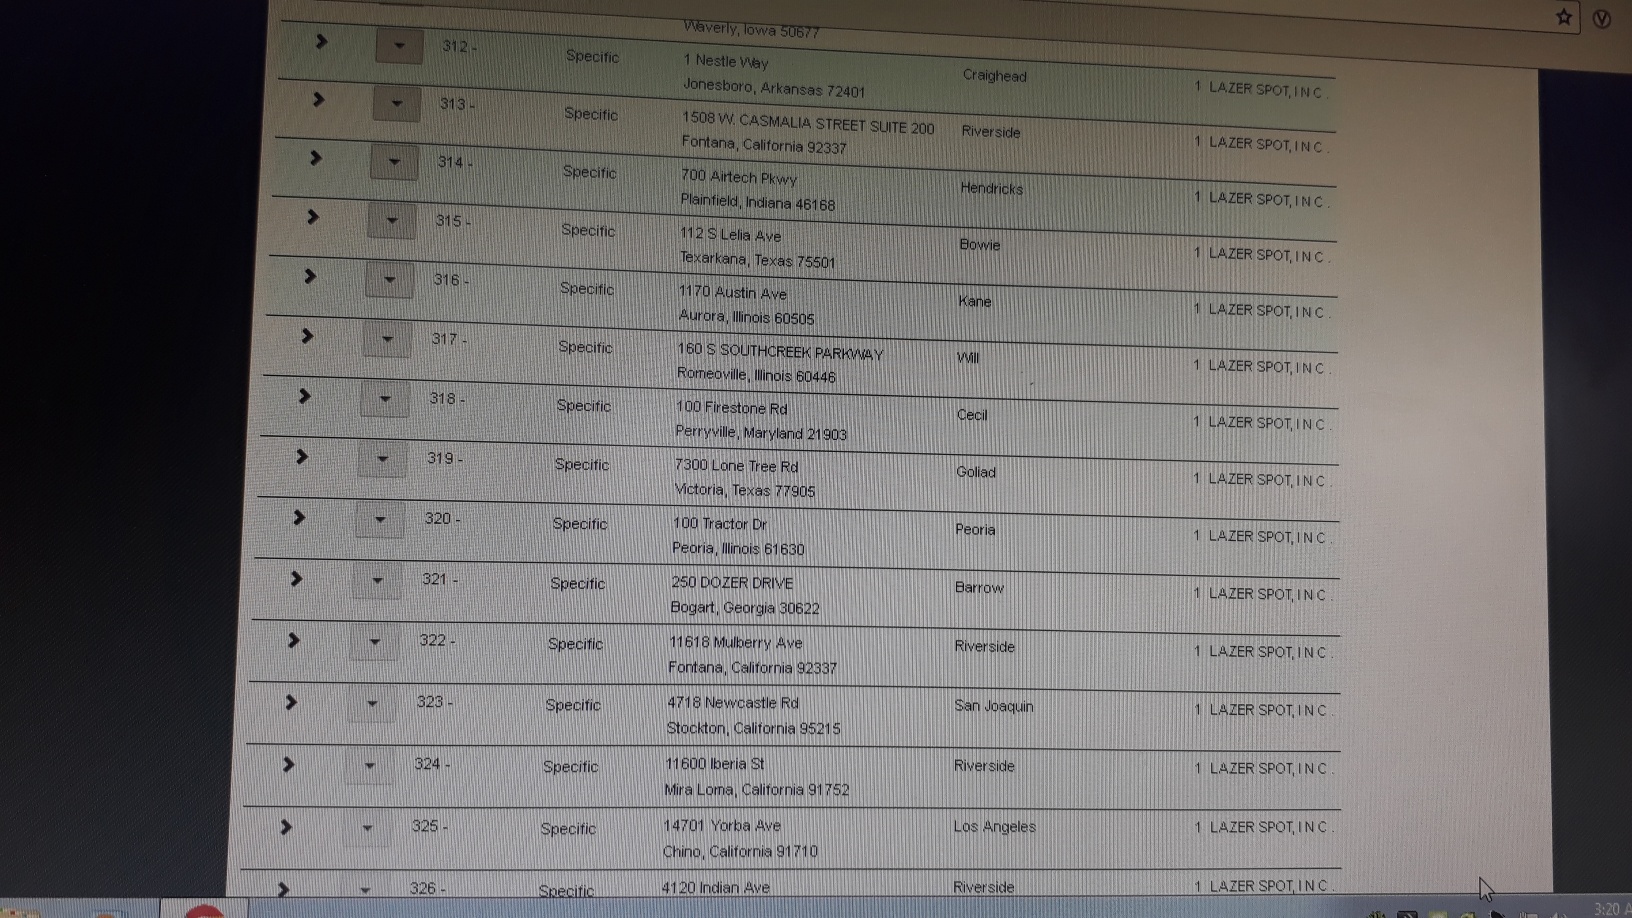 Waverly, Iowa 50677
312 - Specific 1 Nestle Way Craighead 1 LAZER SPOT, I N C .
Jonesboro, Arkansas 72401
313 - Specific 1508 W. CASMALIA STREET SUITE 200 Riverside 1 LAZER SPOT, I N C .
Fontana, California 92337
314 - Specific 700 Airtech Pkwy Hendricks 1 LAZER SPOT, I N C .
Plainfield, Indiana 46168
315 - Specific 112 S Lelia Ave Bowie 1 LAZER SPOT, I N C .
Texarkana, Texas 75501
316 - Specific 1170 Austin Ave Kane 1 LAZER SPOT, I N C .
Aurora, Illinois 60505
317 - Specific 160 S SOUTHCREEK PARKWAY Will 1 LAZER SPOT, I N C .
Romeoville, Illinois 60446
318 - Specific 100 Firestone Rd Cecil 1 LAZER SPOT, I N C .
Perryville, Maryland 21903
319 - Specific 7300 Lone Tree Rd Goliad 1 LAZER SPOT, I N C .
Victoria, Texas 77905
320 - Specific 100 Tractor Dr Peoria 1 LAZER SPOT, I N C .
Peoria, Illinois 61630
321 - Specific 250 DOZER DRIVE Barrow 1 LAZER SPOT, I N C .
Bogart, Georgia 30622
322 - Specific 11618 Mulberry Ave Riverside 1 LAZER SPOT, I N C .
Fontana, California 92337
323 - Specific 4718 Newcastle Rd San Joaquin 1 LAZER SPOT, I N C .
Stockton, California 95215
324 - Specific 11600 Iberia St Riverside 1 LAZER SPOT, I N C .
Mira Loma, California 91752
325 - Specific 14701 Yorba Ave Los Angeles 1 LAZER SPOT, I N C .
Chino, California 91710
326 - Specific 4120 Indian Ave Riverside 1 LAZER SPOT, I N C .
3:20 A